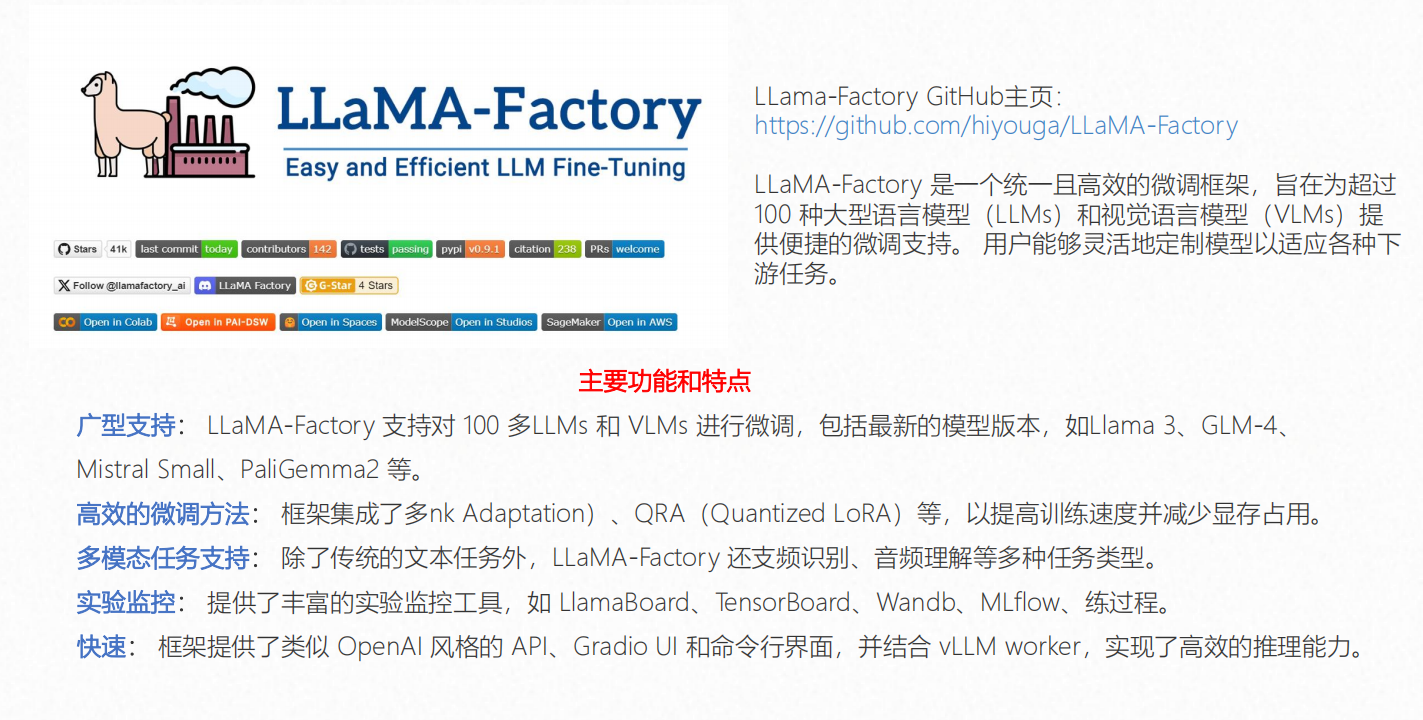 LLaMA-Factory
Easy and Efficient LLM Fine-Tuning
Stars 41k last commit today contributors 142 tests passing pypi v0.9.1 citation 238 PRs welcome
Follow @llamafactory_ai LLaMA Factory G-Star 4 Stars
Open in Colab Open in PAI-DSW Open in Spaces ModelScope Open in Studios SageMaker Open in AWS
LLama-Factory GitHub主页：
https://github.com/hiyouga/LLaMA-Factory
LLaMA-Factory 是一个统一且高效的微调框架，旨在为超过
100 种大型语言模型（LLMs）和视觉语言模型（VLMs）提
供便捷的微调支持。 用户能够灵活地定制模型以适应各种下
游任务。
主要功能和特点
广型支持： LLaMA-Factory 支持对 100 多LLMs 和 VLMs 进行微调，包括最新的模型版本，如Llama 3、GLM-4、
Mistral Small、PaliGemma2 等。
高效的微调方法： 框架集成了多nk Adaptation）、QRA（Quantized LoRA）等，以提高训练速度并减少显存占用。
多模态任务支持： 除了传统的文本任务外，LLaMA-Factory 还支频识别、音频理解等多种任务类型。
实验监控： 提供了丰富的实验监控工具，如 LlamaBoard、TensorBoard、Wandb、MLflow、练过程。
快速： 框架提供了类似 OpenAI 风格的 API、Gradio UI 和命令行界面，并结合 vLLM worker，实现了高效的推理能力。